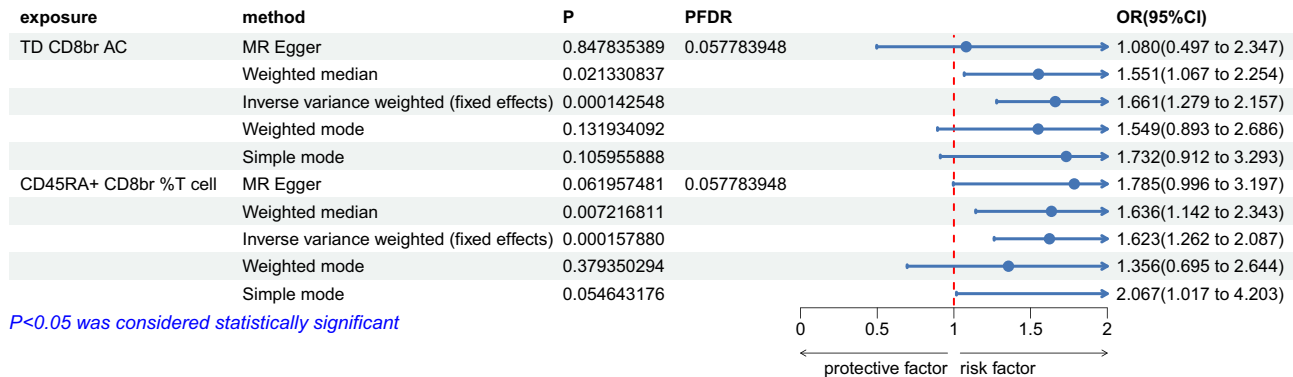 exposure method P PFDR OR(95%CI)
TD CD8br AC MR Egger 0.847835389 0.057783948 1.080(0.497 to 2.347)
Weighted median 0.021330837 1.551(1.067 to 2.254)
Inverse variance weighted (fixed effects) 0.000142548 1.661(1.279 to 2.157)
Weighted mode 0.131934092 1.549(0.893 to 2.686)
Simple mode 0.105955888 1.732(0.912 to 3.293)
CD45RA+ CD8br %T cell MR Egger 0.061957481 0.057783948 1.785(0.996 to 3.197)
Weighted median 0.007216811 1.636(1.142 to 2.343)
Inverse variance weighted (fixed effects) 0.000157880 1.623(1.262 to 2.087)
Weighted mode 0.379350294 1.356(0.695 to 2.644)
Simple mode 0.054643176 2.067(1.017 to 4.203)
P<0.05 was considered statistically significant
0 0.5 1 1.5 2
protective factor risk factor